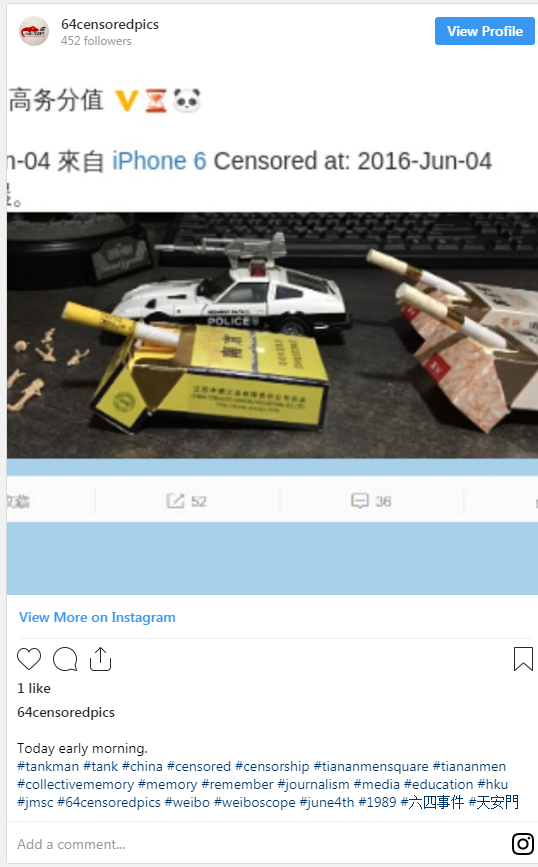 64censoredpics
452 followers
View Profile
高务分值
-04 來自 iPhone 6 Censored at: 2016-Jun-04
。
POLICE
南京
52
36
View More on Instagram
1 like
64censoredpics
Today early morning.
#tankman #tank #china #censored #censorship #tiananmensquare #tiananmen
#collectivememory #memory #remember #journalism #media #education #hku
#jmsc #64censoredpics #weibo #weiboscope #june4th #1989 #六四事件 #天安門
Add a comment...